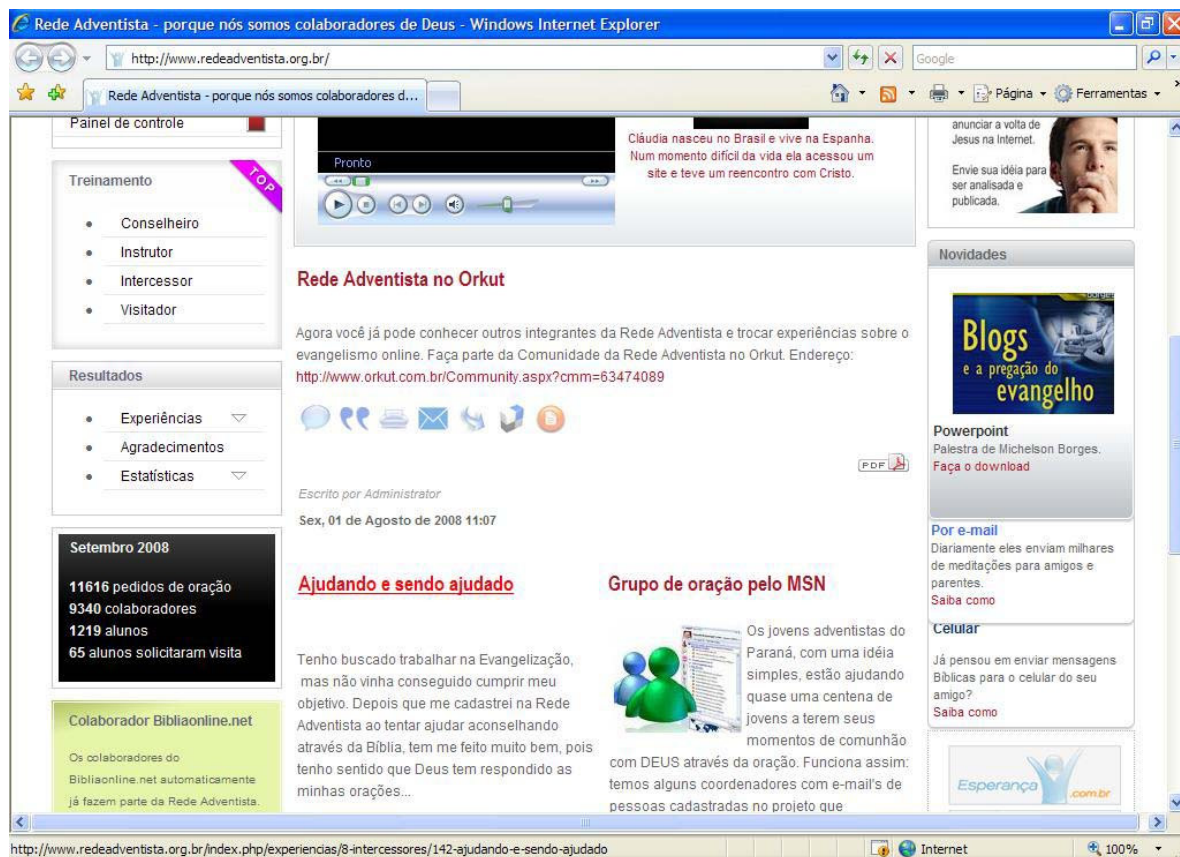 Rede Adventista - porque nós somos colaboradores de Deus - Windows Internet Explorer
http://www.redeadventista.org.br/
Google
Rede Adventista - porque nós somos colaboradores d...
Página
Ferramentas
Painel de controle
Treinamento
TOP
Conselheiro
Instrutor
Intercessor
Visitador
Resultados
Experiências
Agradecimentos
Estatísticas
Setembro 2008
11616 pedidos de oração
9340 colaboradores
1219 alunos
65 alunos solicitaram visita
Colaborador Bibliaonline.net
Os colaboradores do
Bibliaonline.net automaticamente
já fazem parte da Rede Adventista.
Pronto
Cláudia nasceu no Brasil e vive na Espanha.
Num momento difícil da vida ela acessou um
site e teve um reencontro com Cristo.
Rede Adventista no Orkut
Agora você já pode conhecer outros integrantes da Rede Adventista e trocar experiências sobre o
evangelismo online. Faça parte da Comunidade da Rede Adventista no Orkut. Endereço:
http://www.orkut.com.br/Community.aspx?cmm=63474089
PDF
Escrito por Administrator
Sex, 01 de Agosto de 2008 11:07
Ajudando e sendo ajudado
Tenho buscado trabalhar na Evangelização,
mas não vinha conseguido cumprir meu
objetivo. Depois que me cadastrei na Rede
Adventista ao tentar ajudar aconselhando
através da Bíblia, tem me feito muito bem, pois
tenho sentido que Deus tem respondido as
minhas orações...
Grupo de oração pelo MSN
Os jovens adventistas do
Paraná, com uma idéia
simples, estão ajudando
quase uma centena de
jovens a terem seus
momentos de comunhão
com DEUS através da oração. Funciona assim:
temos alguns coordenadores com e-mail's de
pessoas cadastradas no projeto que
anunciar a volta de
Jesus na Internet.
Envie sua idéia para
ser analisada e
publicada.
Novidades
borges
Blogs
e a pregação do
evangelho
Powerpoint
Palestra de Michelson Borges.
Faça o download
Por e-mail
Diariamente eles enviam milhares
de meditações para amigos e
parentes.
Saiba como
Celular
Já pensou em enviar mensagens
Bíblicas para o celular do seu
amigo?
Saiba como
Esperança
.com.br
http://www.redeadventista.org.br/index.php/experiencias/8-intercessores/142-ajudando-e-sendo-ajudado
Internet
100%